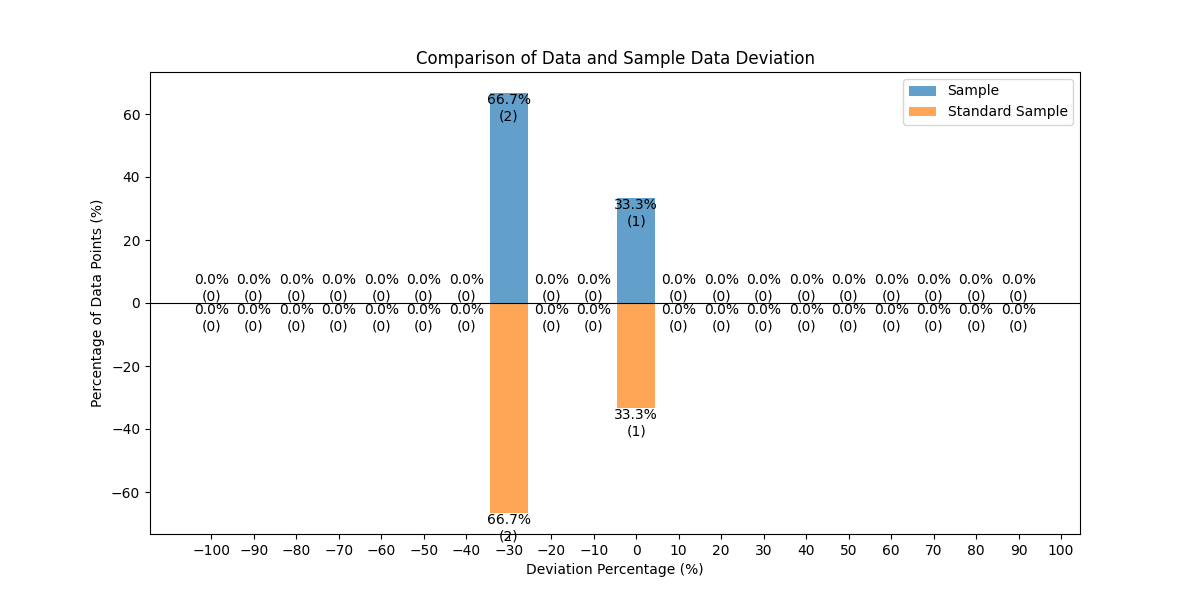 Comparison of Data and Sample Data Deviation
Sample
Standard Sample
Percentage of Data Points (%)
60
40
20
0
−20
−40
−60
66.7%
(2)
33.3%
(1)
0.0% 0.0% 0.0% 0.0% 0.0% 0.0% 0.0% 0.0% 0.0% 0.0% 0.0% 0.0% 0.0% 0.0% 0.0% 0.0% 0.0% 0.0%
(0) (0) (0) (0) (0) (0) (0) (0) (0) (0) (0) (0) (0) (0) (0) (0) (0) (0)
0.0% 0.0% 0.0% 0.0% 0.0% 0.0% 0.0% 0.0% 0.0% 0.0% 0.0% 0.0% 0.0% 0.0% 0.0% 0.0% 0.0% 0.0%
(0) (0) (0) (0) (0) (0) (0) (0) (0) (0) (0) (0) (0) (0) (0) (0) (0) (0)
33.3%
(1)
66.7%
(2)
−100 −90 −80 −70 −60 −50 −40 −30 −20 −10 0 10 20 30 40 50 60 70 80 90 100
Deviation Percentage (%)